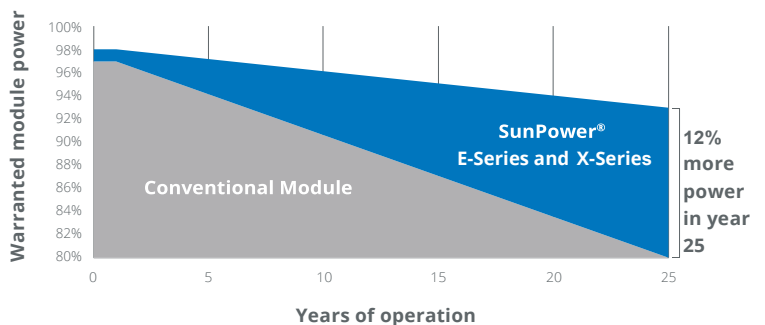 Warranted module power
100%
98%
96%
94%
92%
90%
88%
86%
84%
82%
80%
SunPower®
E-Series and X-Series
Conventional Module
12%
more
power
in year
25
0 5 10 15 20 25
Years of operation